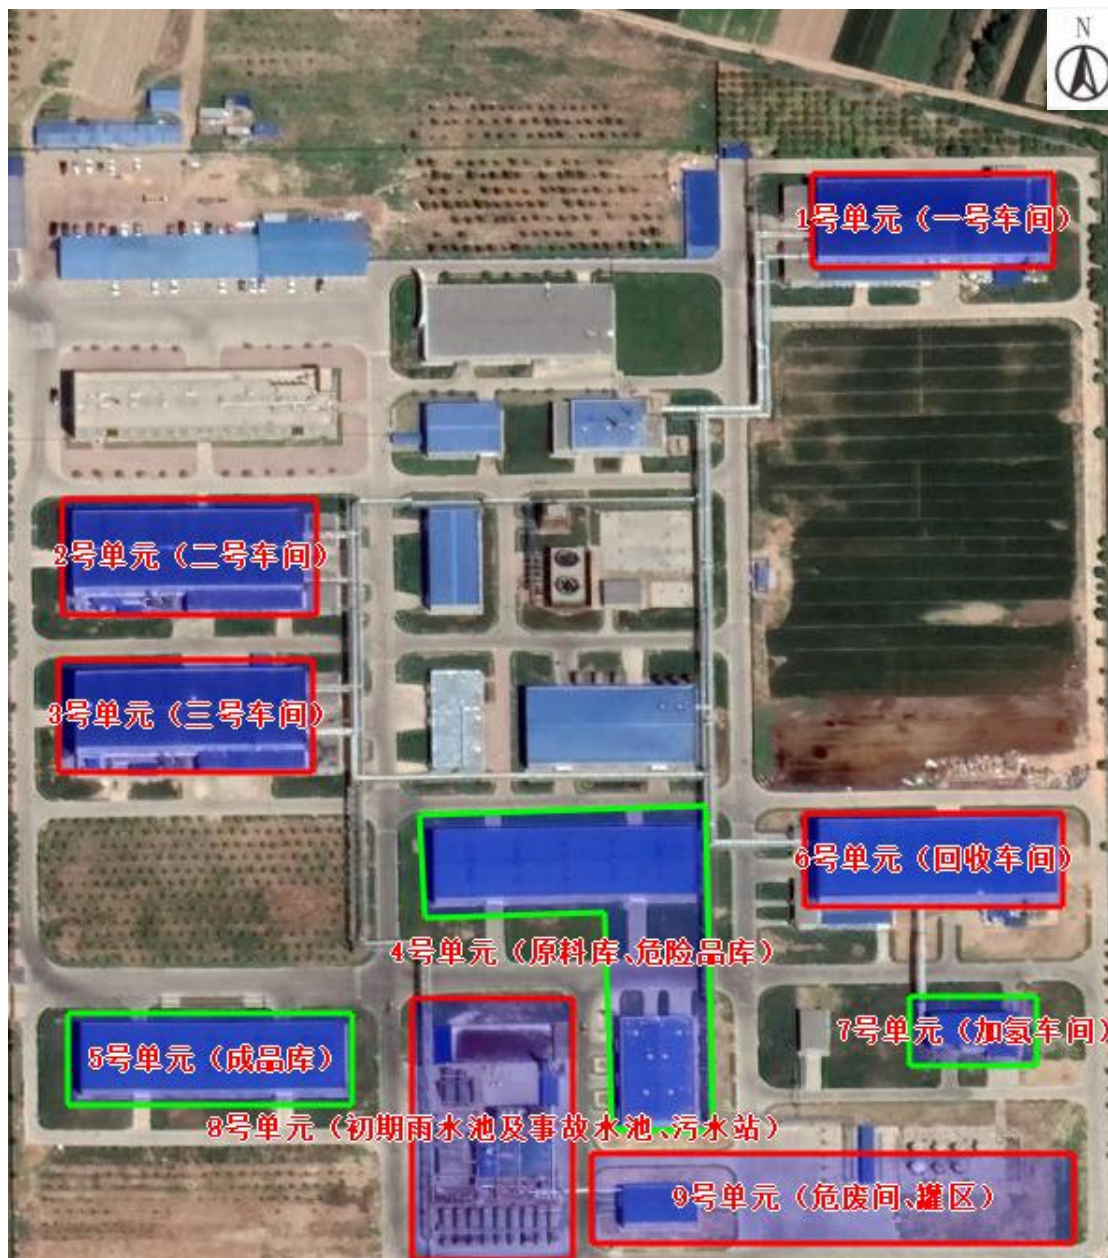 N
1号单元（一号车间）
2号单元（二号车间）
3号单元（三号车间）
6号单元（回收车间）
4号单元（原料库、危险品库）
7号单元（加氢车间）
5号单元（成品库）
8号单元（初期雨水池及事故水池、污水站）
9号单元（危废间、罐区）